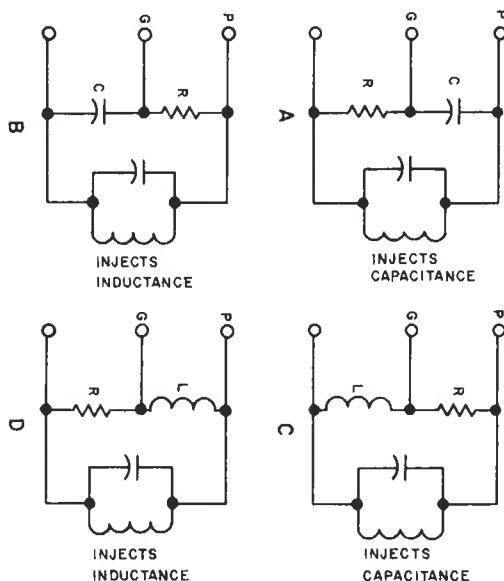 G P
C R
B
INJECTS
INDUCTANCE
G P
R C
A
INJECTS
CAPACITANCE
G P
R L
D
INJECTS
INDUCTANCE
G P
L R
C
INJECTS
CAPACITANCE